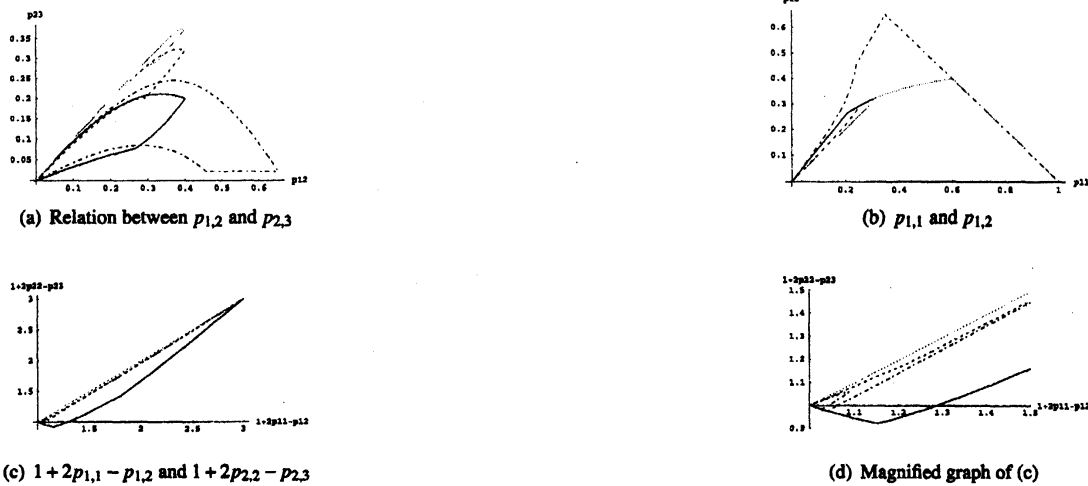 p23
0.35
0.3
0.25
0.2
0.15
0.1
0.05
0.1 0.2 0.3 0.4 0.5 0.6 p12
(a) Relation between p1,2 and p2,3
0.6
0.5
0.4
0.3
0.2
0.1
0.2 0.4 0.6 0.8 1 p11
(b) p1,1 and p1,2
1+2p22-p23
3
2.5
2
1.5
1.5 2 2.5 3 1+2p11-p12
(c) 1+2p1,1 − p1,2 and 1+2p2,2 − p2,3
1+2p22-p23
1.5
1.4
1.3
1.2
1.1
0.9
1.1 1.2 1.3 1.4 1.5 1+2p11-p12
(d) Magnified graph of (c)